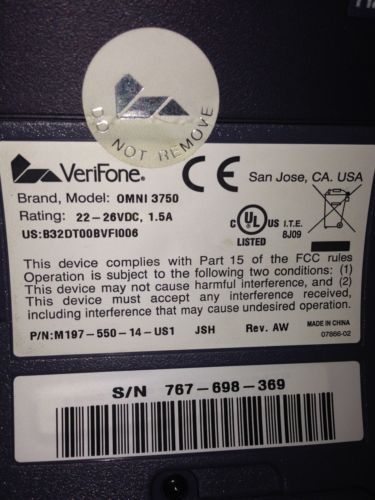 DO NOT REMOVE
VeriFone.
CE
San Jose, CA. USA
Brand, Model: OMNI 3750
Rating: 22-26VDC, 1.5A
US:B32DT00BVFI006
C UL US I.T.E.
LISTED 8J09
This device complies with Part 15 of the FCC rules
Operation is subject to the following two conditions: (1)
This device may not cause harmful interference, and (2)
This device must accept any interference received,
including interference that may cause undesired operation.
P/N:M197-550-14-US1 JSH Rev. AW MADE IN CHINA
07866-02
S/N 767-698-369